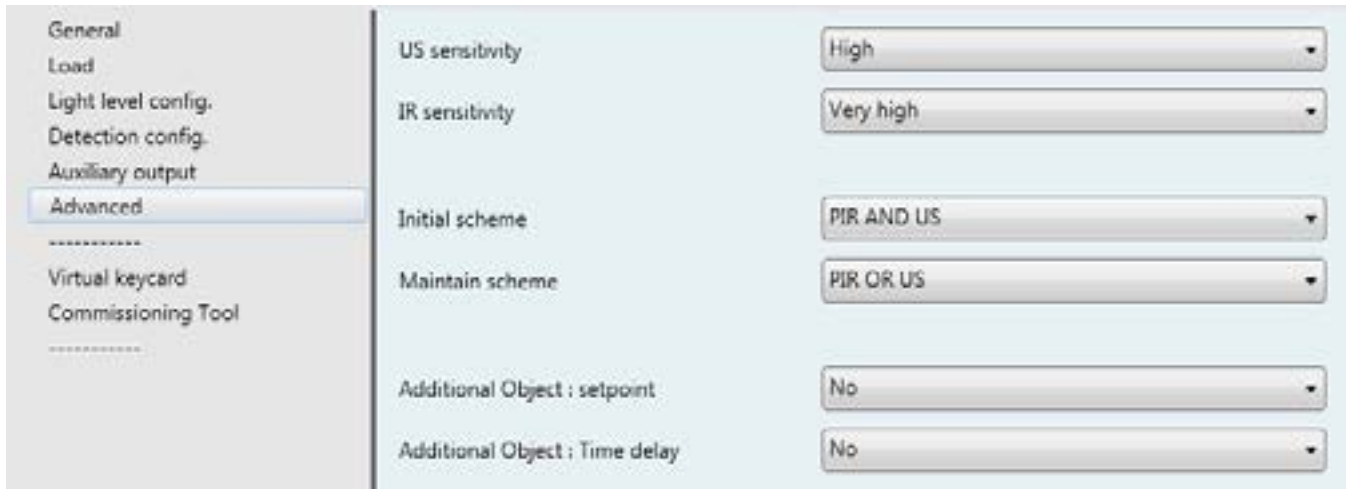 General
Load
Light level config.
Detection config.
Auxiliary output
Advanced
-----------
Virtual keycard
Commissioning Tool
-----------
US sensitivity High
IR sensitivity Very high
Initial scheme PIR AND US
Maintain scheme PIR OR US
Additional Object : setpoint No
Additional Object : Time delay No